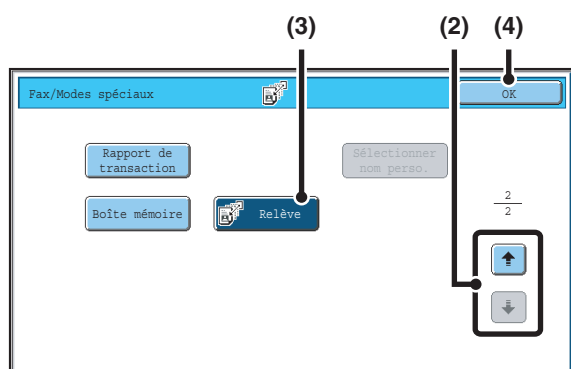 (3) (2) (4)
Fax/Modes spéciaux OK
Rapport de
transaction
Sélectionner
nom perso.
Boîte mémoire
Relève
2
2